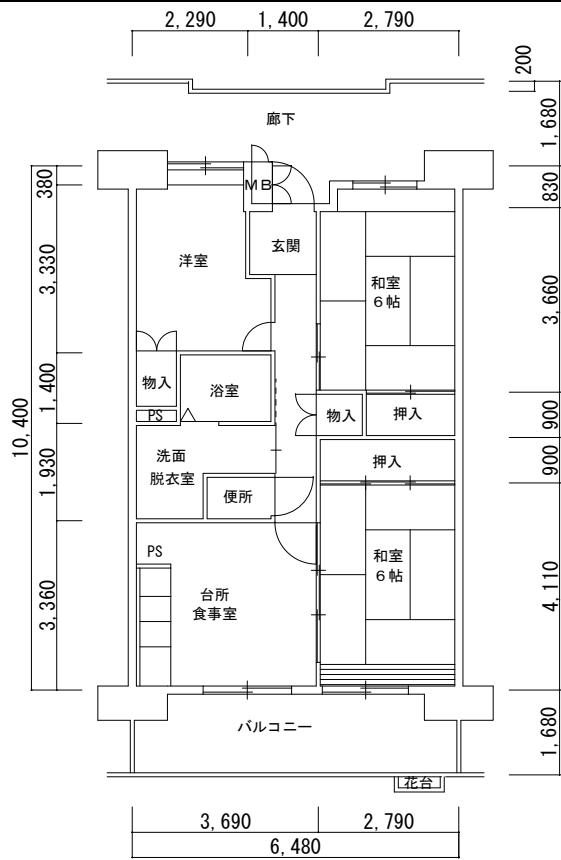 2,290
1,400
2,790
200
廊下
1,680
380
MB
830
玄関
洋室
3,330
和室
6帖
3,660
物入
浴室
1,400
PS
物入
押入
900
10,400
洗面
脱衣室
押入
900
1,930
便所
PS
和室
6帖
台所
食事室
4,110
3,360
バルコニー
1,680
花台
3,690
2,790
6,480